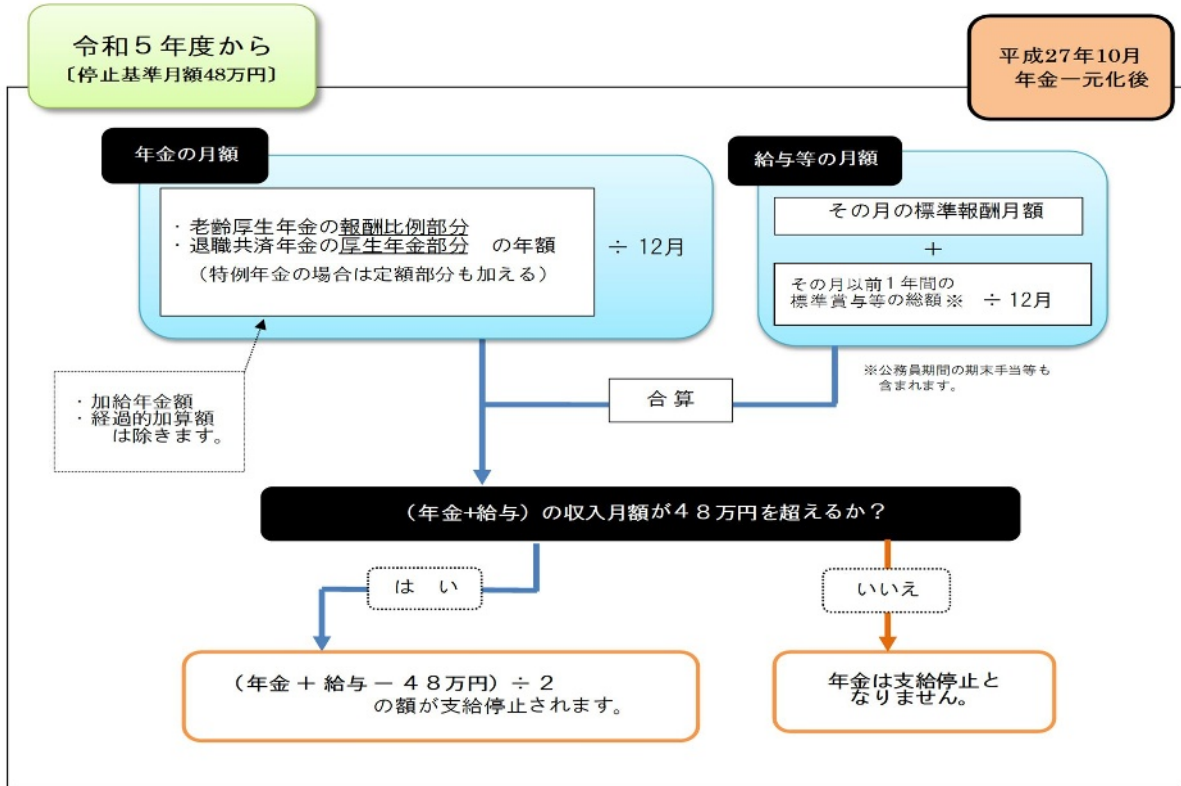 令和５年度から
〔停止基準月額48万円〕
平成27年10月
年金一元化後
年金の月額
・老齢厚生年金の報酬比例部分
・退職共済年金の厚生年金部分　の年額
（特例年金の場合は定額部分も加える）
÷ 12月
給与等の月額
その月の標準報酬月額
＋
その月以前１年間の
標準賞与等の総額※　÷ 12月
※公務員期間の期末手当等も
含まれます。
・加給年金額
・経過的加算額
は除きます。
合 算
（年金+給与）の収入月額が４８万円を超えるか？
は　い
いいえ
（年金 ＋ 給与 － ４８万円）÷２
の額が支給停止されます。
年金は支給停止と
なりません。